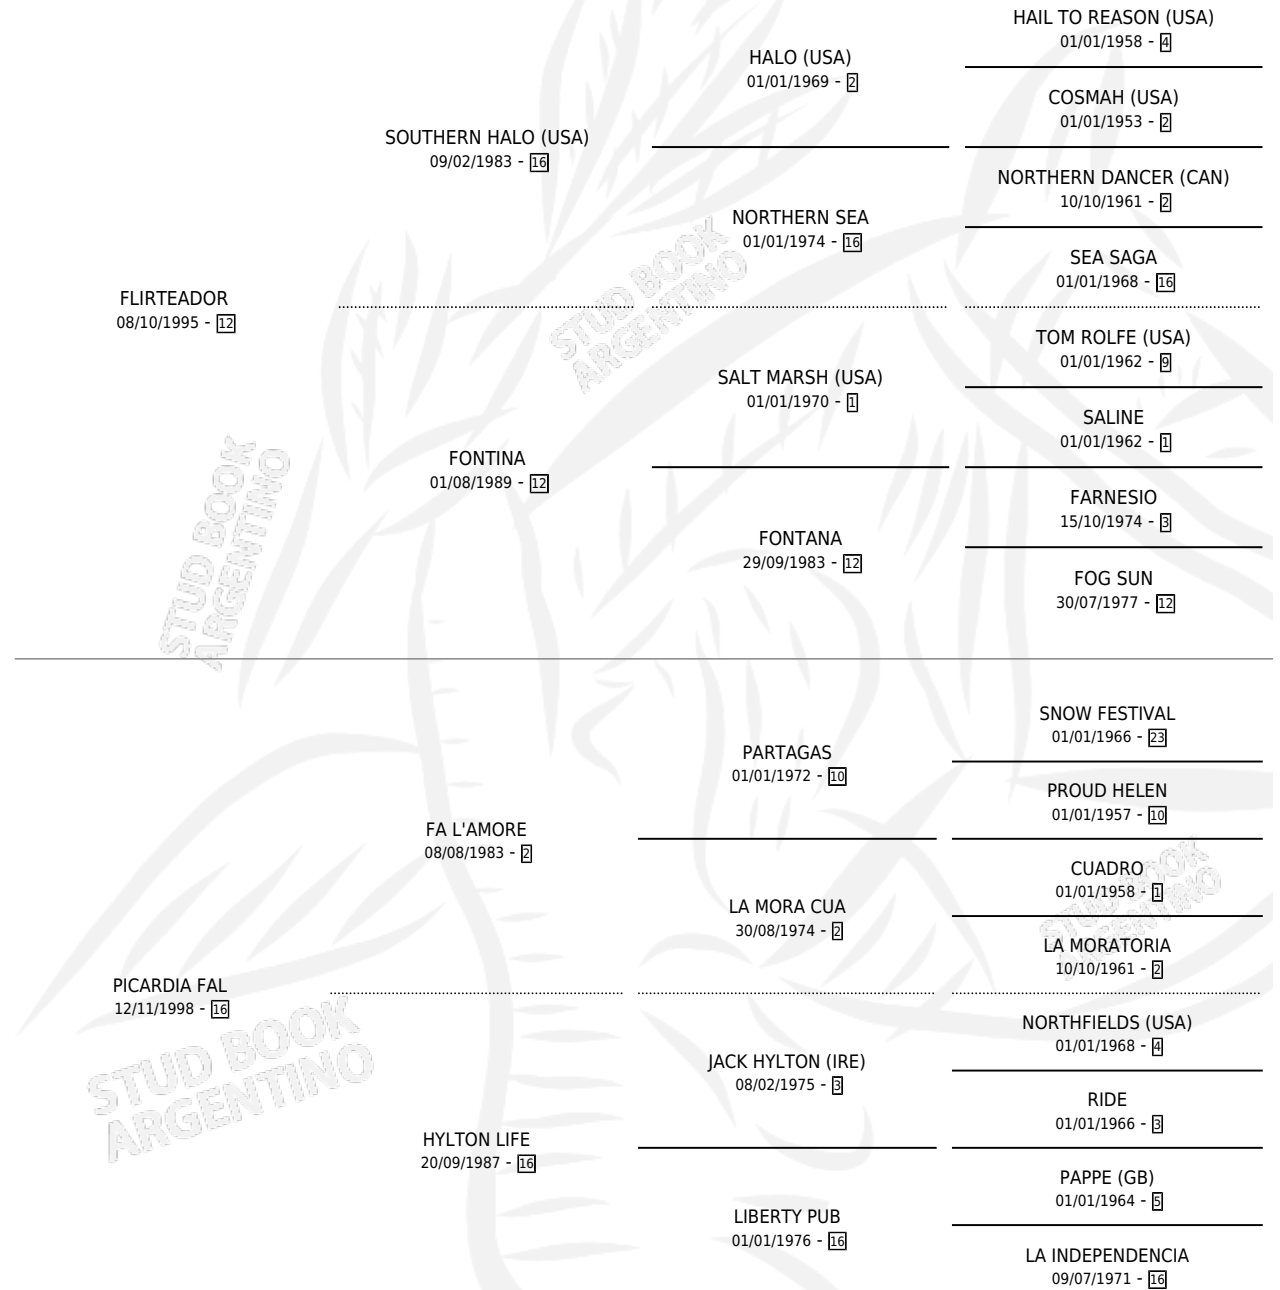 HAIL TO REASON (USA)
01/01/1958 - 4
HALO (USA)
01/01/1969 - 2
COSMAH (USA)
01/01/1953 - 2
SOUTHERN HALO (USA)
09/02/1983 - 16
NORTHERN DANCER (CAN)
10/10/1961 - 2
NORTHERN SEA
01/01/1974 - 16
SEA SAGA
01/01/1968 - 16
FLIRTEADOR
08/10/1995 - 12
TOM ROLFE (USA)
01/01/1962 - 9
SALT MARSH (USA)
01/01/1970 - 1
SALINE
01/01/1962 - 1
FONTINA
01/08/1989 - 12
FARNESIO
15/10/1974 - 3
FONTANA
29/09/1983 - 12
FOG SUN
30/07/1977 - 12
STUD BOOK
ARGENTINO
STUD BOOK
ARGENTINO
SNOW FESTIVAL
01/01/1966 - 23
PARTAGAS
01/01/1972 - 10
PROUD HELEN
01/01/1957 - 10
FA L'AMORE
08/08/1983 - 2
CUADRO
01/01/1958 - 1
LA MORA CUA
30/08/1974 - 2
LA MORATORIA
10/10/1961 - 2
STUD BOOK
ARGENTINO
PICARDIA FAL
12/11/1998 - 16
NORTHFIELDS (USA)
01/01/1968 - 4
JACK HYLTON (IRE)
08/02/1975 - 3
RIDE
01/01/1966 - 3
STUD BOOK
ARGENTINO
HYLTON LIFE
20/09/1987 - 16
PAPPE (GB)
01/01/1964 - 5
LIBERTY PUB
01/01/1976 - 16
LA INDEPENDENCIA
09/07/1971 - 16